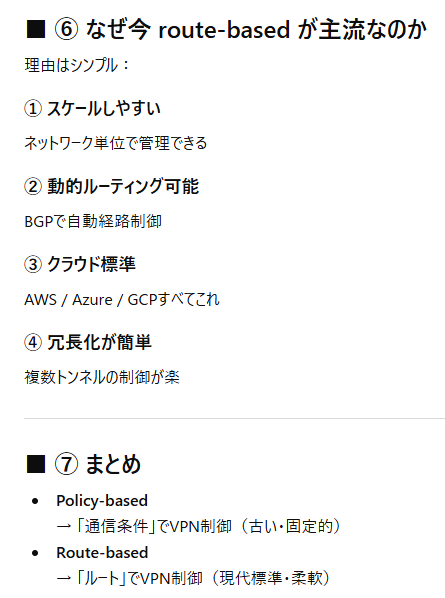 ■ ⑥ なぜ今 route-based が主流なのか
理由はシンプル：
① スケールしやすい
ネットワーク単位で管理できる
② 動的ルーティング可能
BGPで自動経路制御
③ クラウド標準
AWS / Azure / GCPすべてこれ
④ 冗長化が簡単
複数トンネルの制御が楽
■ ⑦ まとめ
• Policy-based
→ 「通信条件」でVPN制御（古い・固定的）
• Route-based
→ 「ルート」でVPN制御（現代標準・柔軟）